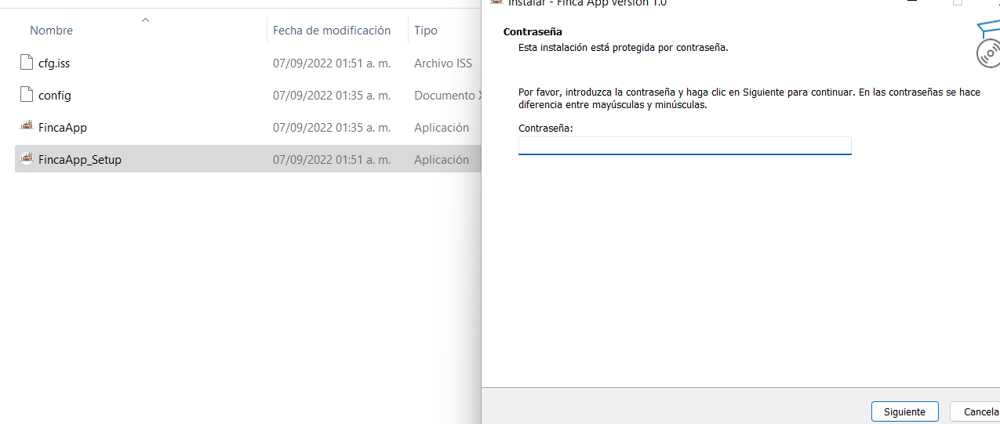 Nombre
Fecha de modificación
Tipo
cfg.iss
07/09/2022 01:51 a. m.
Archivo ISS
config
07/09/2022 01:35 a. m.
Documento X
FincaApp
07/09/2022 01:35 a. m.
Aplicación
FincaApp_Setup
07/09/2022 01:51 a. m.
Aplicación
Instalar - Finca App versión 1.0
Contraseña
Esta instalación está protegida por contraseña.
Por favor, introduzca la contraseña y haga clic en Siguiente para continuar. En las contraseñas se hace
diferencia entre mayúsculas y minúsculas.
Contraseña:
Siguiente
Cancela